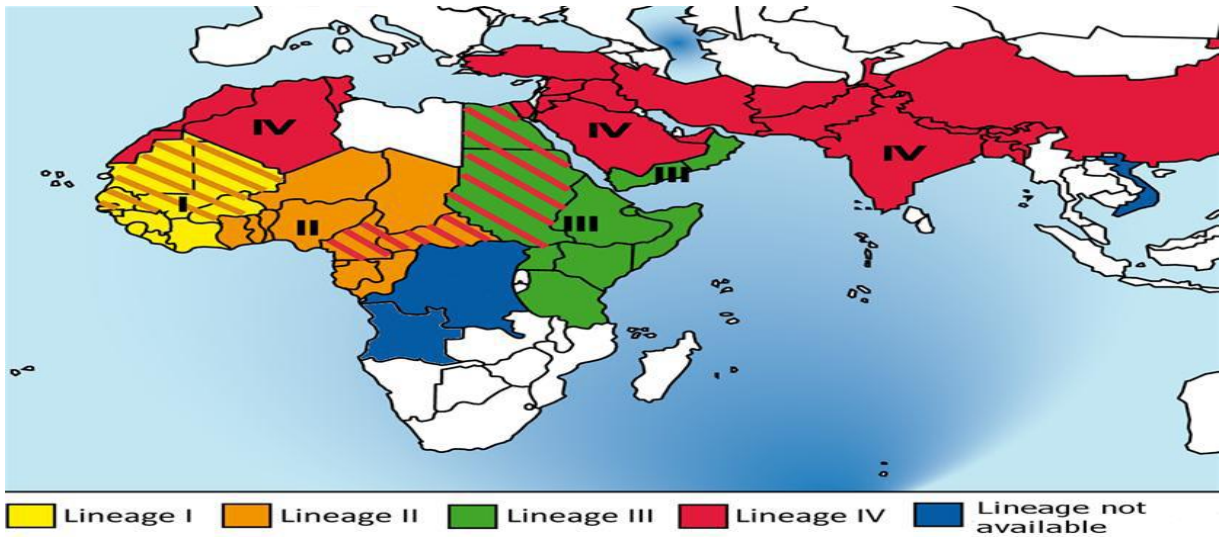 IV
IV
IV
I
III
II
III
Lineage I
Lineage II
Lineage III
Lineage IV
Lineage not
available